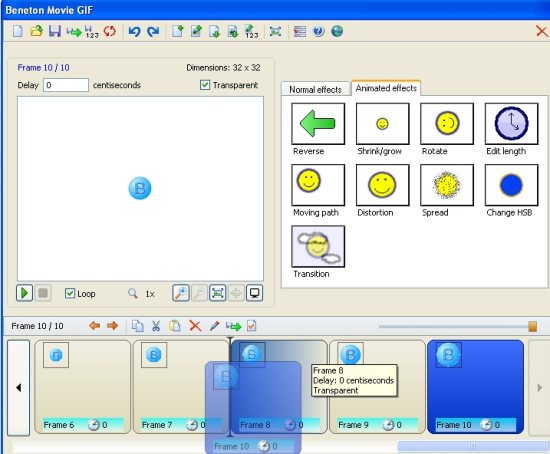 Beneton Movie GIF
123
123
Frame 10 / 10
Dimensions: 32 x 32
Delay 0 centiseconds
Transparent
Normal effects
Animated effects
Reverse
Shrink/grow
Rotate
Edit length
Moving path
Distortion
Spread
Change HSB
Transition
Loop
1x
Frame 10 / 10
B
B
B
B
B
B
B
Frame 8
Delay: 0 centiseconds
Transparent
Frame 6 0
Frame 7 0
Frame 8 0
Frame 9 0
Frame 10 0
Frame 10 0